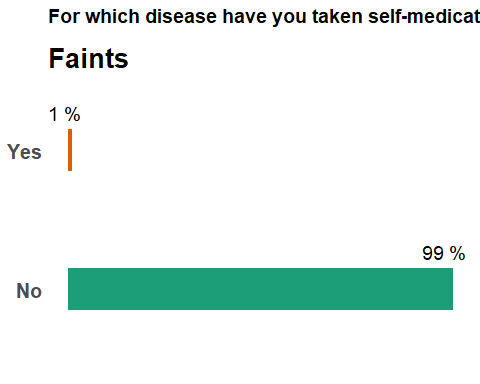 For which disease have you taken self-medicat
Faints
1 %
Yes
99 %
No